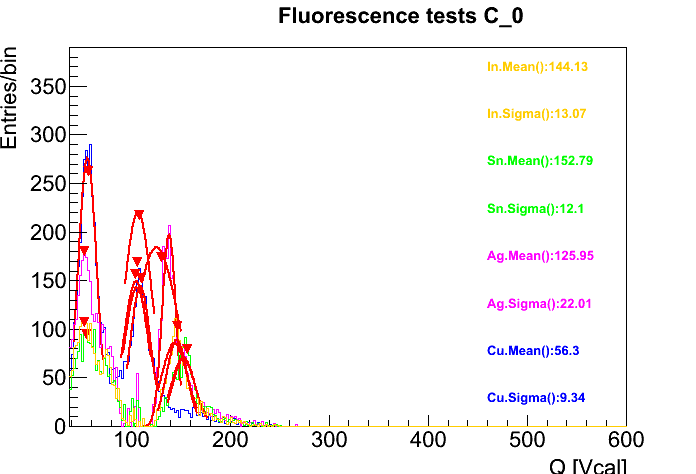 Fluorescence tests C_0
Entries/bin
350
300
250
200
150
100
50
0
In.Mean():144.13
In.Sigma():13.07
Sn.Mean():152.79
Sn.Sigma():12.1
Ag.Mean():125.95
Ag.Sigma():22.01
Cu.Mean():56.3
Cu.Sigma():9.34
100 200 300 400 500 600
Q [Vcal]